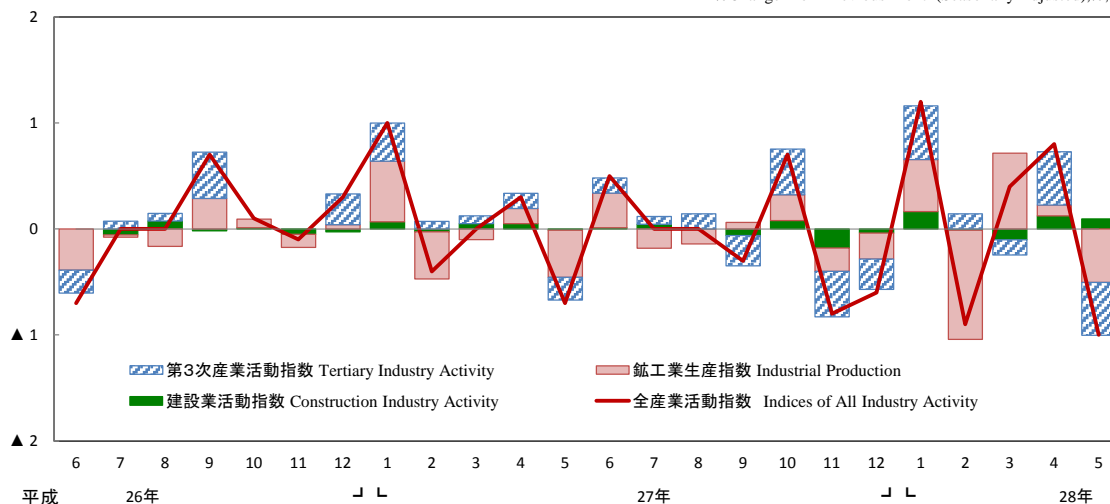 2
1
0
▲ 1
▲ 2
第3次産業活動指数 Tertiary Industry Activity
鉱工業生産指数 Industrial Production
建設業活動指数 Construction Industry Activity
全産業活動指数 Indices of All Industry Activity
6 7 8 9 10 11 12 1 2 3 4 5 6 7 8 9 10 11 12 1 2 3 4 5
平成 26年 27年 28年